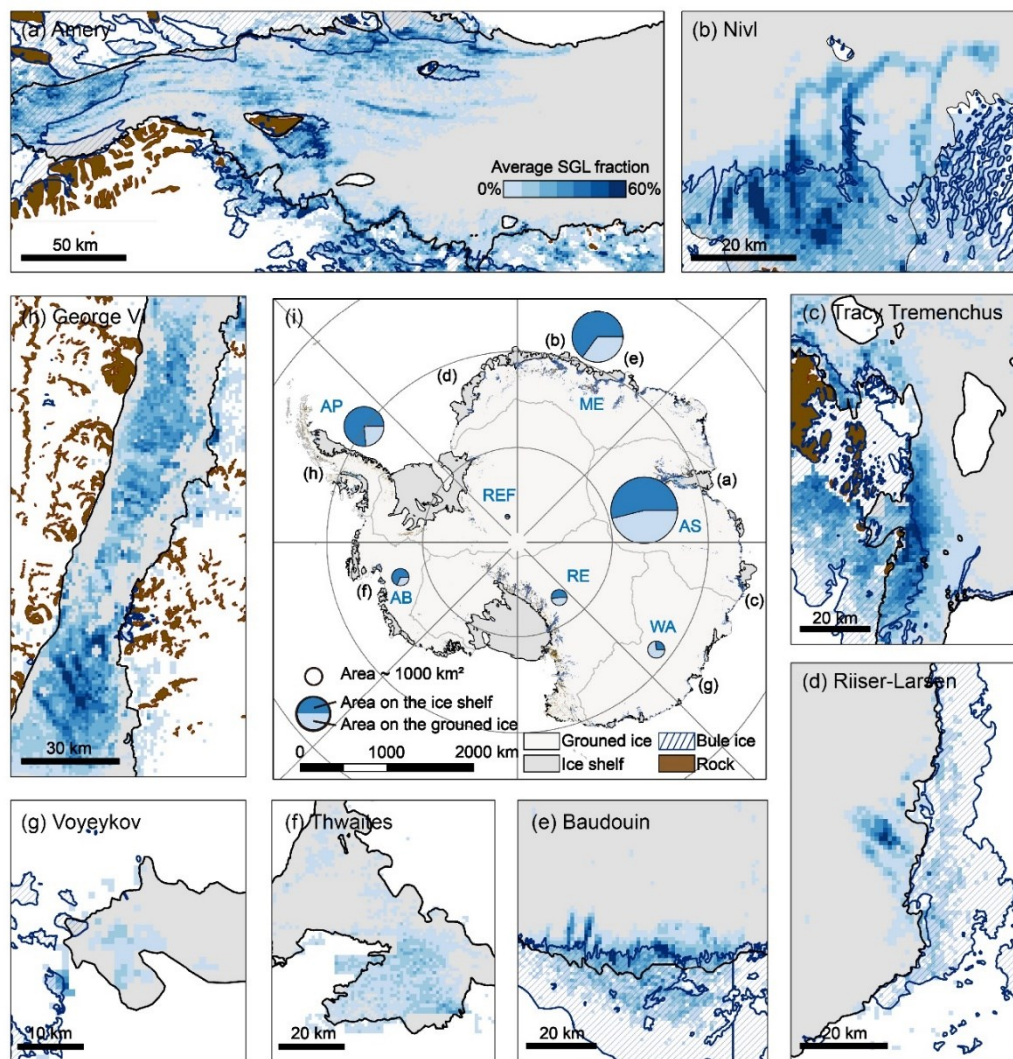 (a) Amery
Average SGL fraction
0% 60%
50 km
(b) Nivl
20 km
(h) George VI
30 km
(i)
(b)
(e)
(d)
ME
AP
(h)
(a)
REF
AS
(f)
AB
RE
(c)
WA
(g)
Area ~ 1000 km²
Area on the ice shelf
Area on the ground ice
0 1000 2000 km
Grounded ice
Bule ice
Ice shelf
Rock
(c) Tracy Tremenchus
20 km
(d) Riiser-Larsen
20 km
(g) Voyeykov
10 km
(f) Thwaites
20 km
(e) Baudouin
20 km